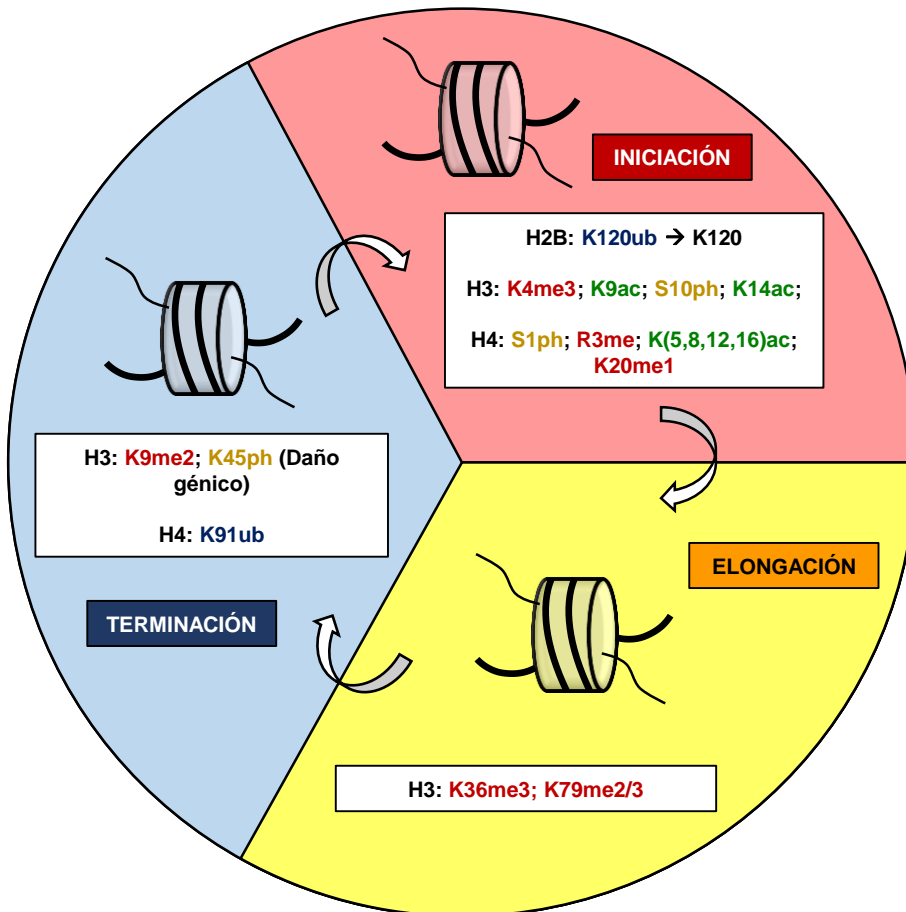 INICIACIÓN
H2B: K120ub → K120
H3: K4me3; K9ac; S10ph; K14ac;
H4: S1ph; R3me; K(5,8,12,16)ac;
K20me1
H3: K9me2; K45ph (Daño
génico)
H4: K91ub
TERMINACIÓN
ELONGACIÓN
H3: K36me3; K79me2/3